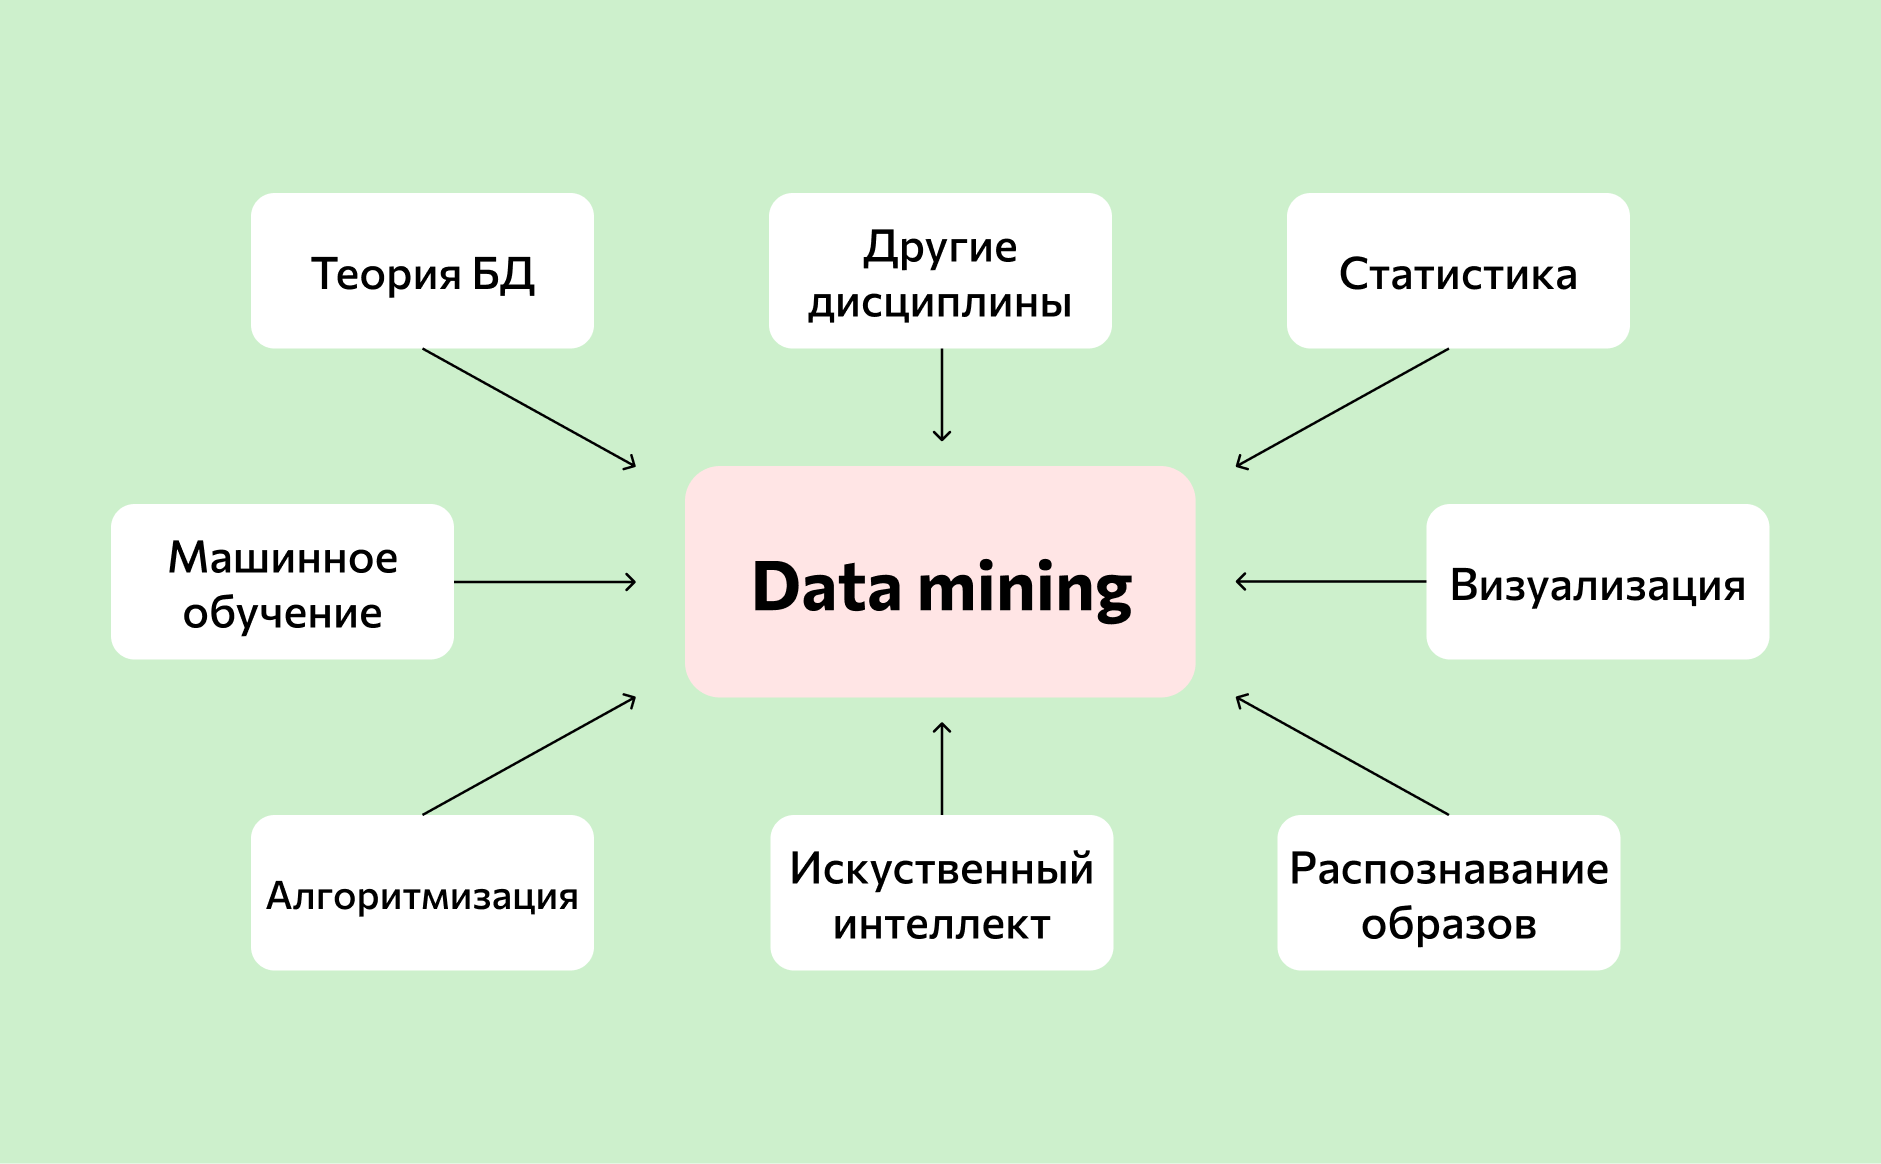 Теория БД
Другие
дисциплины
Статистика
Машинное
обучение
Data mining
Визуализация
Алгоритмизация
Искуственный
интеллект
Распознавание
образов